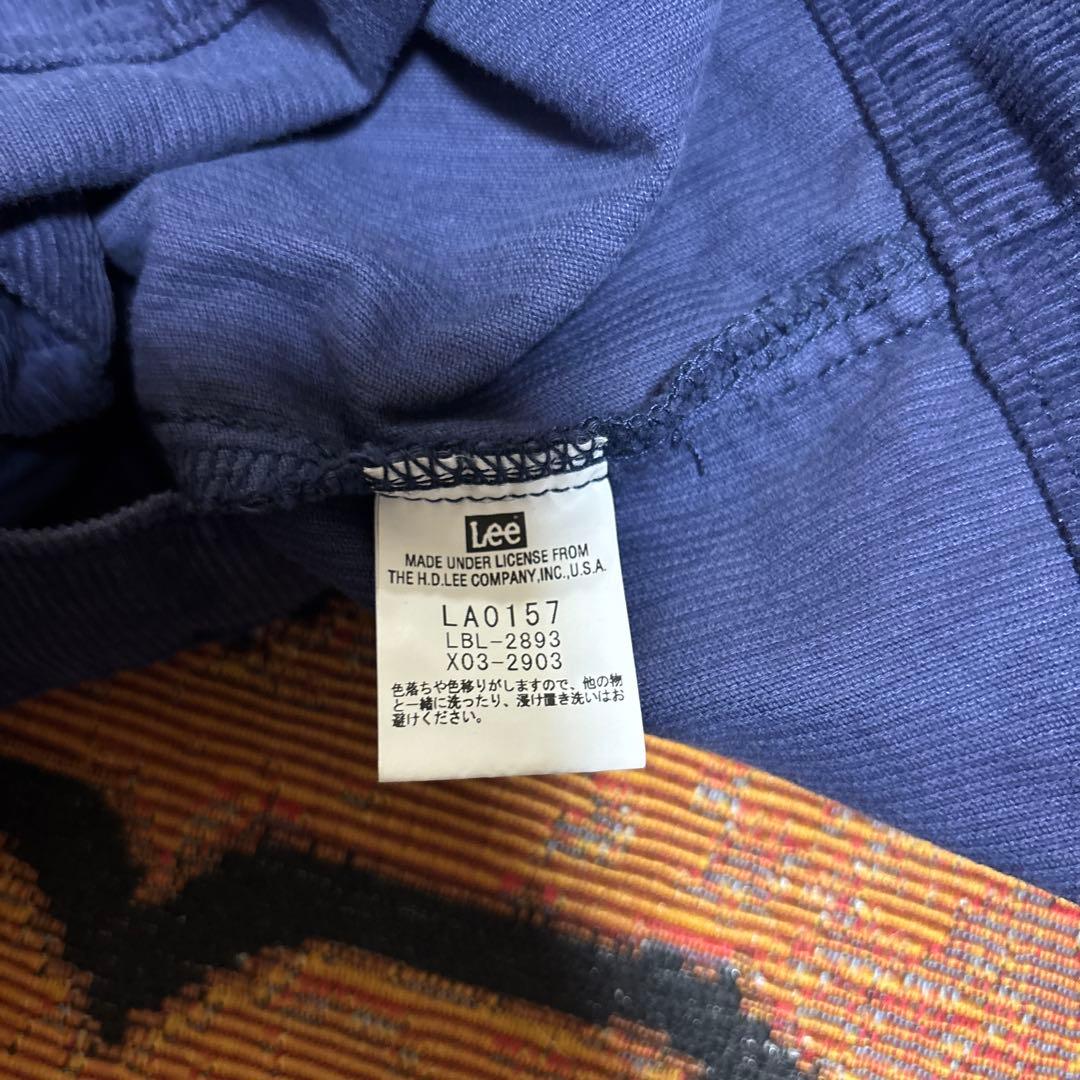 Lee
MADE UNDER LICENSE FROM
THE H.D.LEE COMPANY,INC.,U.S.A.
LA0157
LBL-2893
X03-2903
色落ちや色移りがしますので、他の物
と一緒に洗ったり、浸け置き洗いはお
避けください。